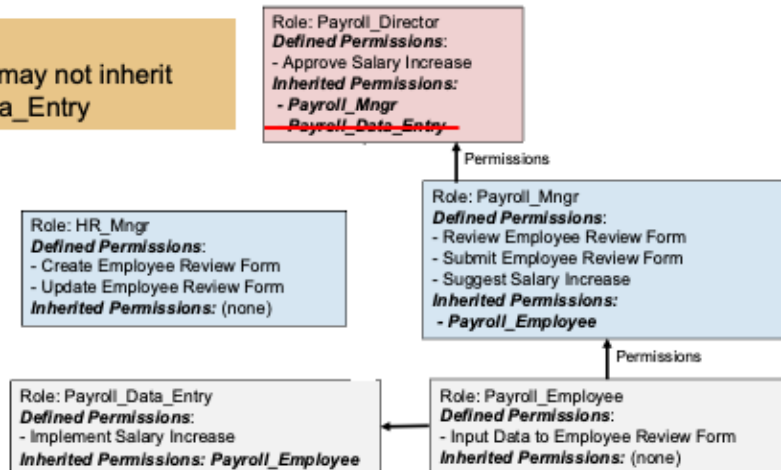 may not inherit
a_Entry
Role: Payroll_Director
Defined Permissions:
- Approve Salary Increase
Inherited Permissions:
- Payroll_Mngr
- Payroll_Data_Entry
Permissions
Role: HR_Mngr
Defined Permissions:
- Create Employee Review Form
- Update Employee Review Form
Inherited Permissions: (none)
Role: Payroll_Mngr
Defined Permissions:
- Review Employee Review Form
- Submit Employee Review Form
- Suggest Salary Increase
Inherited Permissions:
- Payroll_Employee
Permissions
Role: Payroll_Data_Entry
Defined Permissions:
- Implement Salary Increase
Inherited Permissions: Payroll_Employee
Role: Payroll_Employee
Defined Permissions:
- Input Data to Employee Review Form
Inherited Permissions: (none)